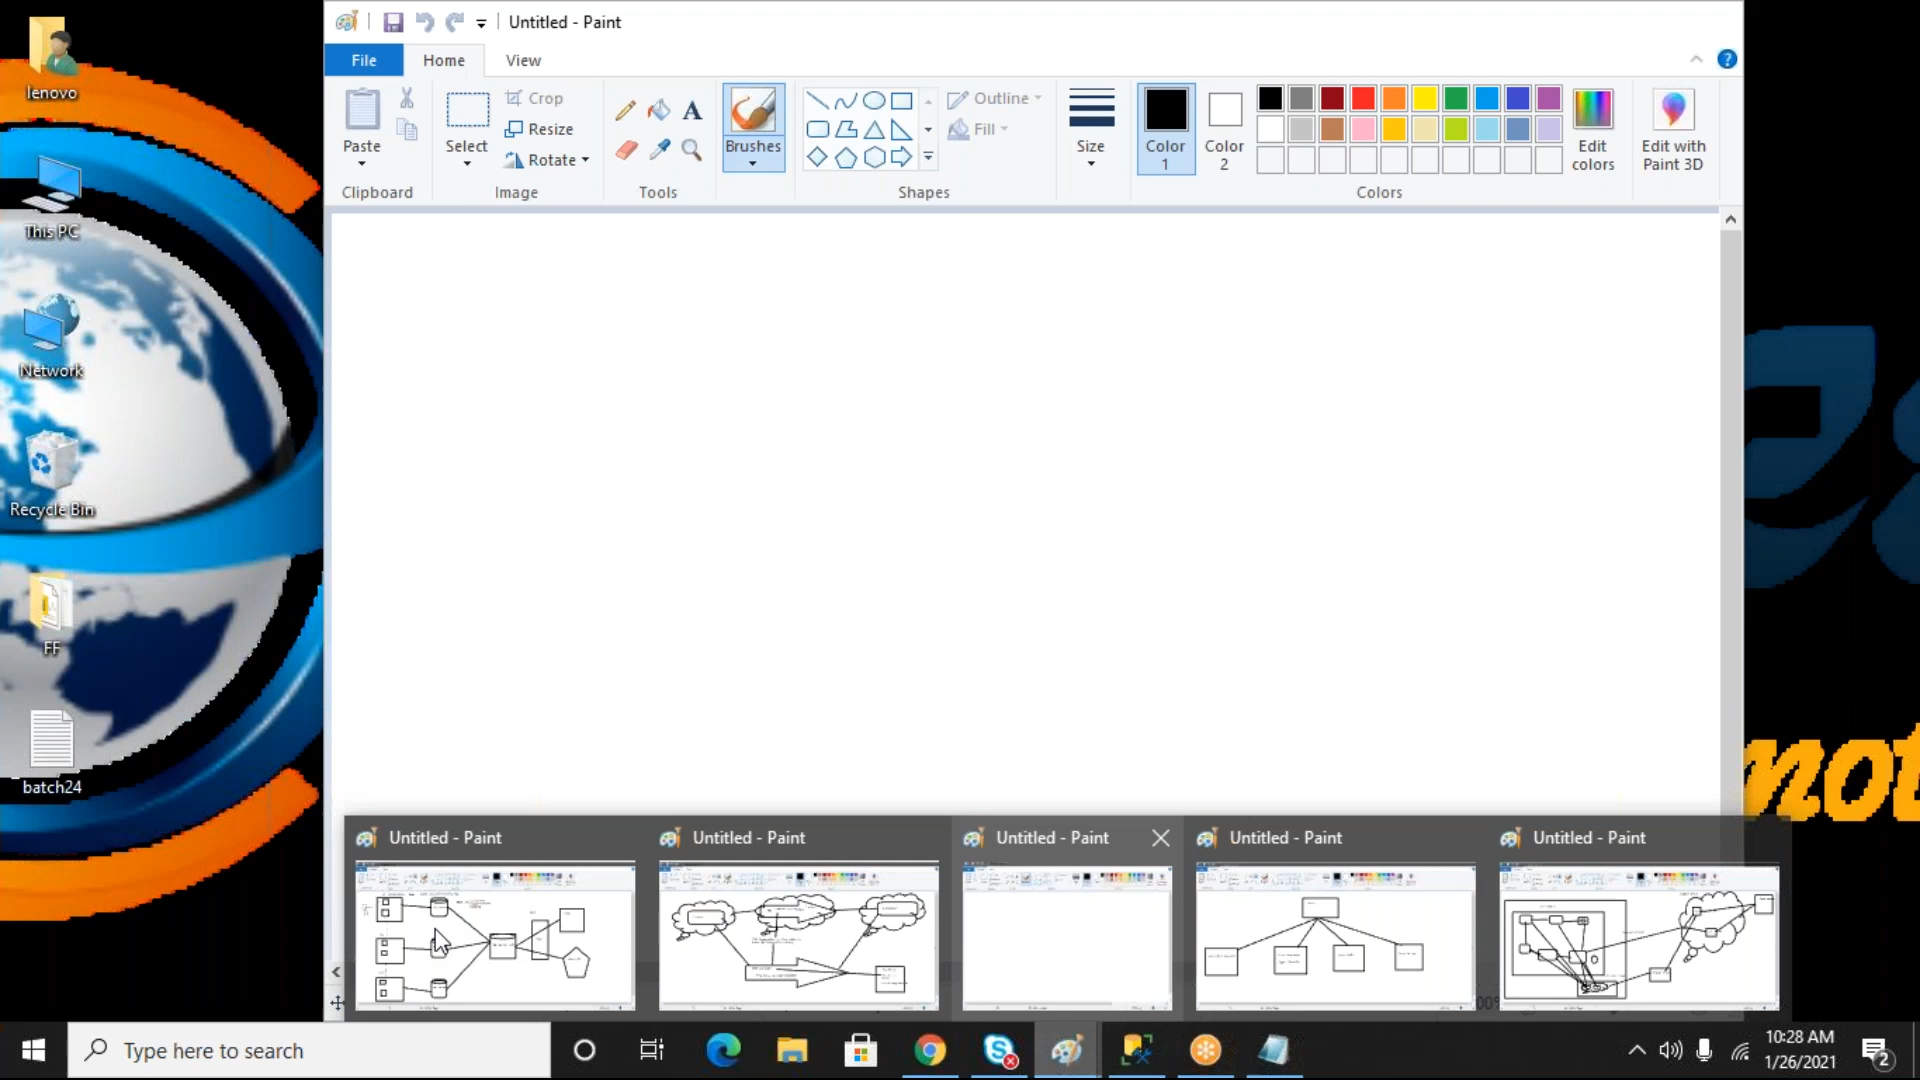 Untitled - Paint
File
Home
View
Paste
Clipboard
Select
Crop
Resize
Rotate
Image
Tools
Brushes
Outline
Fill
Shapes
Size
Color
1
Color
2
Edit
colors
Colors
Edit with
Paint 3D
lenovo
This PC
Network
Recycle Bin
FF
batch24
Untitled - Paint
Untitled - Paint
Untitled - Paint
Untitled - Paint
Untitled - Paint
Type here to search
10:28 AM
1/26/2021
2